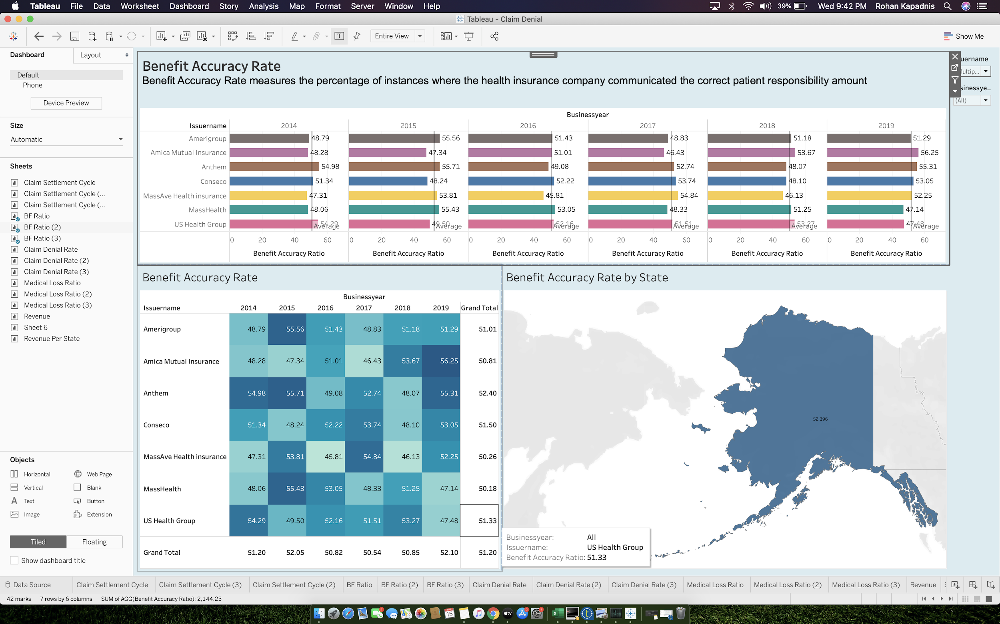 Tableau File Data Worksheet Dashboard Story Analysis Map Format Server Window Help 39% Wed 9:42 PM Rohan Kapadnis
Tableau - Claim Denial
Entire View Show Me
Dashboard Layout
Default
Phone
Device Preview
Size
Automatic
Sheets
Claim Settlement Cycle
Claim Settlement Cycle (...
Claim Settlement Cycle (...
BF Ratio
BF Ratio (2)
BF Ratio (3)
Claim Denial Rate
Claim Denial Rate (2)
Claim Denial Rate (3)
Medical Loss Ratio
Medical Loss Ratio (2)
Medical Loss Ratio (3)
Revenue
Sheet 6
Revenue Per State
Objects
Horizontal Web Page
Vertical Blank
Text Button
Image Extension
Tiled Floating
Show dashboard title
Benefit Accuracy Rate
Benefit Accuracy Rate measures the percentage of instances where the health insurance company communicated the correct patient responsibility amount
Businessyear
Issuername 2014 2015 2016 2017 2018 2019
Amerigroup 48.79 55.56 51.43 48.83 51.18 51.29
Amica Mutual Insurance 48.28 47.34 51.01 46.43 53.67 56.25
Anthem 54.98 55.71 49.08 52.74 48.07 55.31
Conseco 51.34 48.24 52.22 53.74 48.10 53.05
MassAve Health insurance 47.31 53.81 45.81 54.84 46.13 52.25
MassHealth 48.06 55.43 53.05 48.33 51.25 47.14
US Health Group 54.29 49.50 52.16 51.51 53.27 47.48
Average Average Average Average Average Average
0 20 40 60 0 20 40 60 0 20 40 60 0 20 40 60 0 20 40 60 0 20 40 60
Benefit Accuracy Ratio Benefit Accuracy Ratio Benefit Accuracy Ratio Benefit Accuracy Ratio Benefit Accuracy Ratio Benefit Accuracy Ratio
uername
(All)
Benefit Accuracy Rate
Businessyear
Issuername 2014 2015 2016 2017 2018 2019 Grand Total
Amerigroup 48.79 55.56 51.43 48.83 51.18 51.29 51.01
Amica Mutual Insurance 48.28 47.34 51.01 46.43 53.67 56.25 50.81
Anthem 54.98 55.71 49.08 52.74 48.07 55.31 52.40
Conseco 51.34 48.24 52.22 53.74 48.10 53.05 51.50
MassAve Health insurance 47.31 53.81 45.81 54.84 46.13 52.25 50.26
MassHealth 48.06 55.43 53.05 48.33 51.25 47.14 50.18
US Health Group 54.29 49.50 52.16 51.51 53.27 47.48 51.33
Grand Total 51.20 52.05 50.82 50.54 50.85 52.10 51.20
Benefit Accuracy Rate by State
52.396
Businessyear: All
Issuername: US Health Group
Benefit Accuracy Ratio: 51.33
Data Source Claim Settlement Cycle Claim Settlement Cycle (3) Claim Settlement Cycle (2) BF Ratio BF Ratio (2) BF Ratio (3) Claim Denial Rate Claim Denial Rate (2) Claim Denial Rate (3) Medical Loss Ratio Medical Loss Ratio (2) Medical Loss Ratio (3) Revenue
42 marks 7 rows by 6 columns SUM of AGG(Benefit Accuracy Ratio): 2,144.23